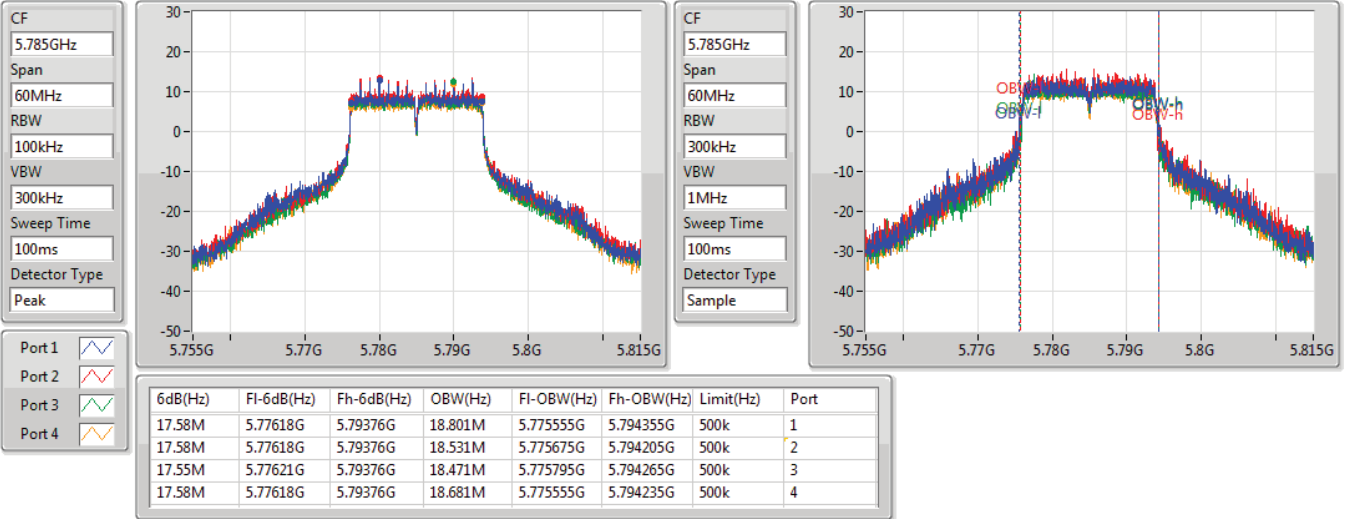 CF
5.785GHz
Span
60MHz
RBW
100kHz
VBW
300kHz
Sweep Time
100ms
Detector Type
Peak
30
20
10
0
-10
-20
-30
-40
-50
5.755G 5.77G 5.78G 5.79G 5.8G 5.815G
CF
5.785GHz
Span
60MHz
RBW
300kHz
VBW
1MHz
Sweep Time
100ms
Detector Type
Sample
30
20
10
0
-10
-20
-30
-40
-50
OBW-l
OBW-h
OBW-h
5.755G 5.77G 5.78G 5.79G 5.8G 5.815G
Port 1
Port 2
Port 3
Port 4
6dB(Hz) Fl-6dB(Hz) Fh-6dB(Hz) OBW(Hz) Fl-OBW(Hz) Fh-OBW(Hz) Limit(Hz) Port
17.58M 5.77618G 5.79376G 18.801M 5.775555G 5.794355G 500k 1
17.58M 5.77618G 5.79376G 18.531M 5.775675G 5.794205G 500k 2
17.55M 5.77621G 5.79376G 18.471M 5.775795G 5.794265G 500k 3
17.58M 5.77618G 5.79376G 18.681M 5.775555G 5.794235G 500k 4